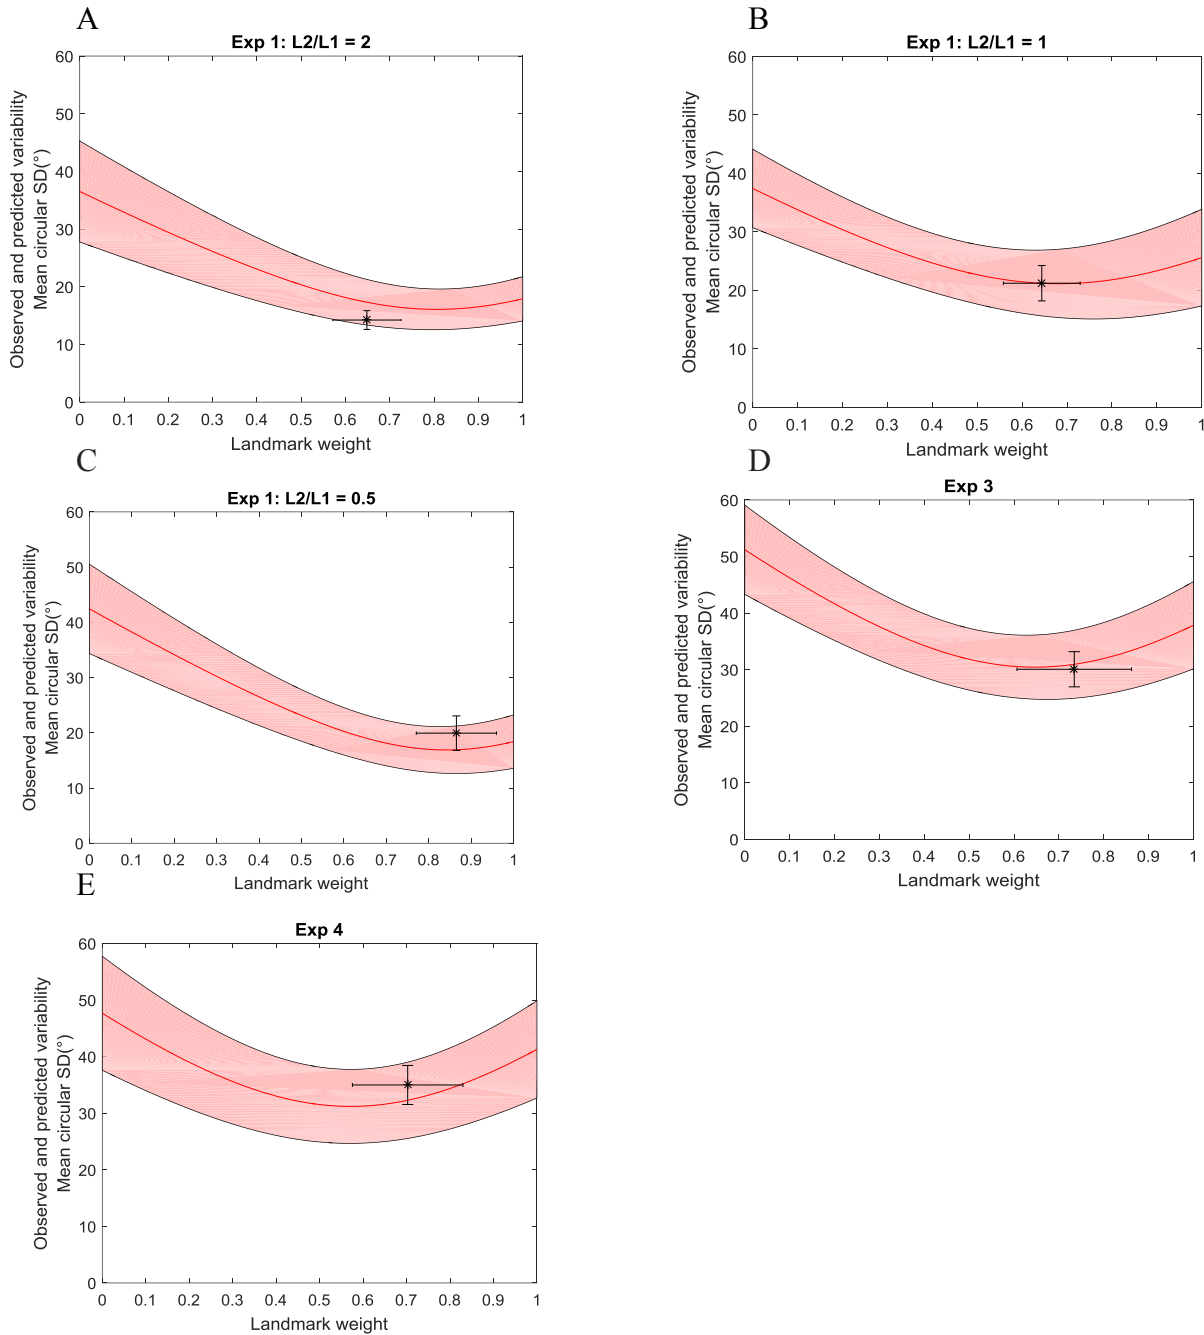 A
Exp 1: L2/L1 = 2
Observed and predicted variability
Mean circular SD(°)
60
50
40
30
20
10
0
0 0.1 0.2 0.3 0.4 0.5 0.6 0.7 0.8 0.9 1
Landmark weight
B
Exp 1: L2/L1 = 1
Observed and predicted variability
Mean circular SD(°)
60
50
40
30
20
10
0
0 0.1 0.2 0.3 0.4 0.5 0.6 0.7 0.8 0.9 1
Landmark weight
C
Exp 1: L2/L1 = 0.5
Observed and predicted variability
Mean circular SD(°)
60
50
40
30
20
10
0
0 0.1 0.2 0.3 0.4 0.5 0.6 0.7 0.8 0.9 1
Landmark weight
D
Exp 3
Observed and predicted variability
Mean circular SD(°)
60
50
40
30
20
10
0
0 0.1 0.2 0.3 0.4 0.5 0.6 0.7 0.8 0.9 1
Landmark weight
E
Exp 4
Observed and predicted variability
Mean circular SD(°)
60
50
40
30
20
10
0
0 0.1 0.2 0.3 0.4 0.5 0.6 0.7 0.8 0.9 1
Landmark weight